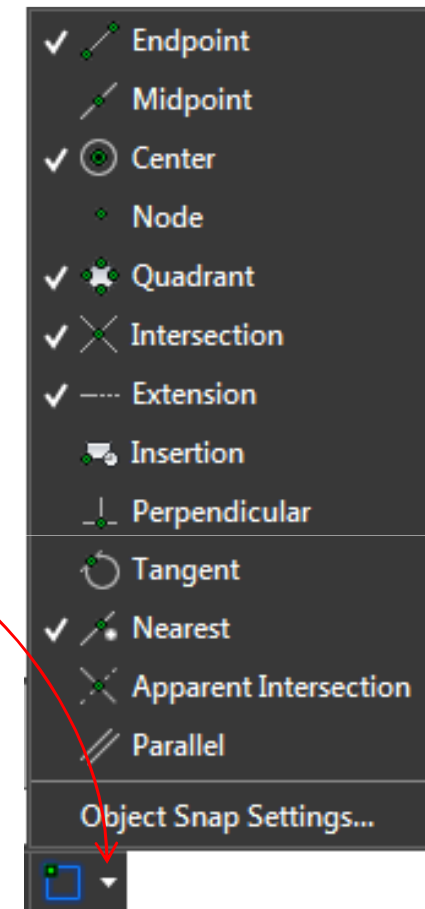 Endpoint
Midpoint
Center
Node
Quadrant
Intersection
Extension
Insertion
Perpendicular
Tangent
Nearest
Apparent Intersection
Parallel
Object Snap Settings...